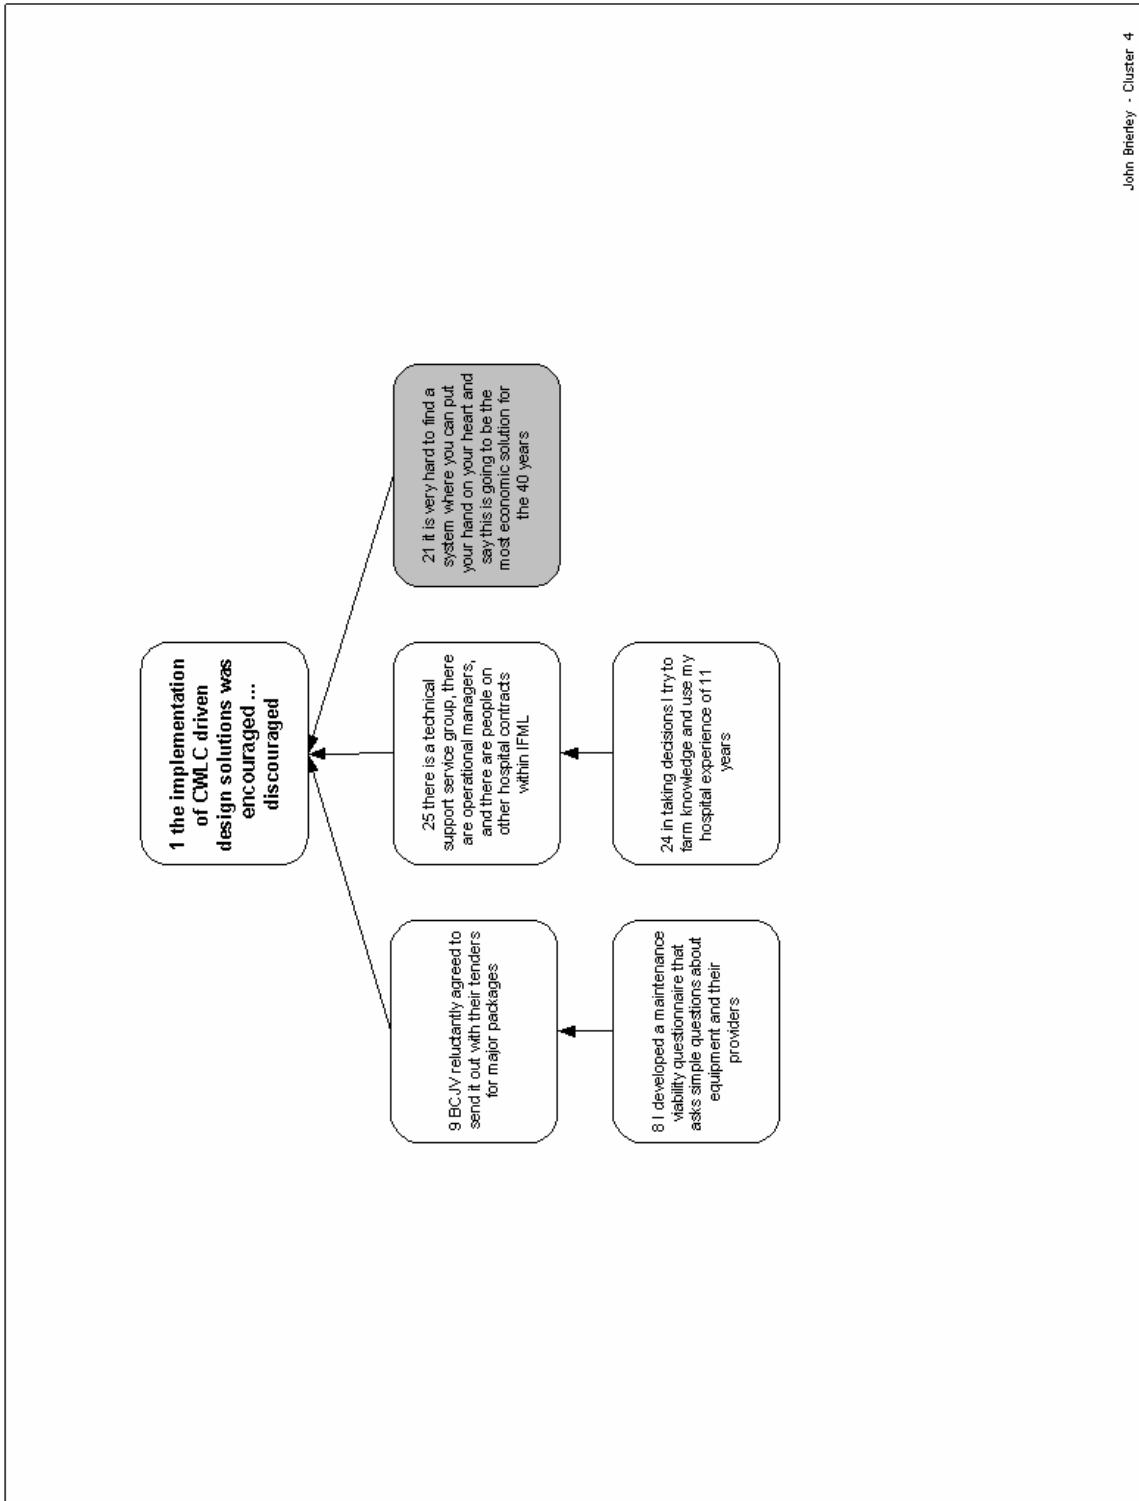 1 the implementation
of CWLC driven
design solutions was
encouraged ...
discouraged
9 BCJV reluctantly agreed to
send it out with their tenders
for major packages
25 there is a technical
support service group, there
are operational managers,
and there are people on
other hospital contracts
within IFML
21 it is very hard to find a
system where you can put
your hand on your heart and
say this is going to be the
most economic solution for
the 40 years
8 I developed a maintenance
viability questionnaire that
asks simple questions about
equipment and their
providers
24 in taking decisions I try to
farm knowledge and use my
hospital experience of 11
years
John Brierley - Cluster 4